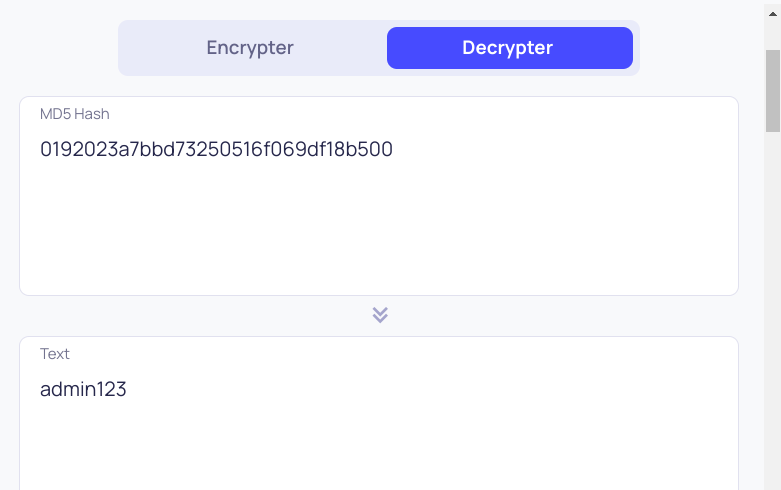 Encrypter Decrypter
MD5 Hash
0192023a7bbd73250516f069df18b500
Text
admin123